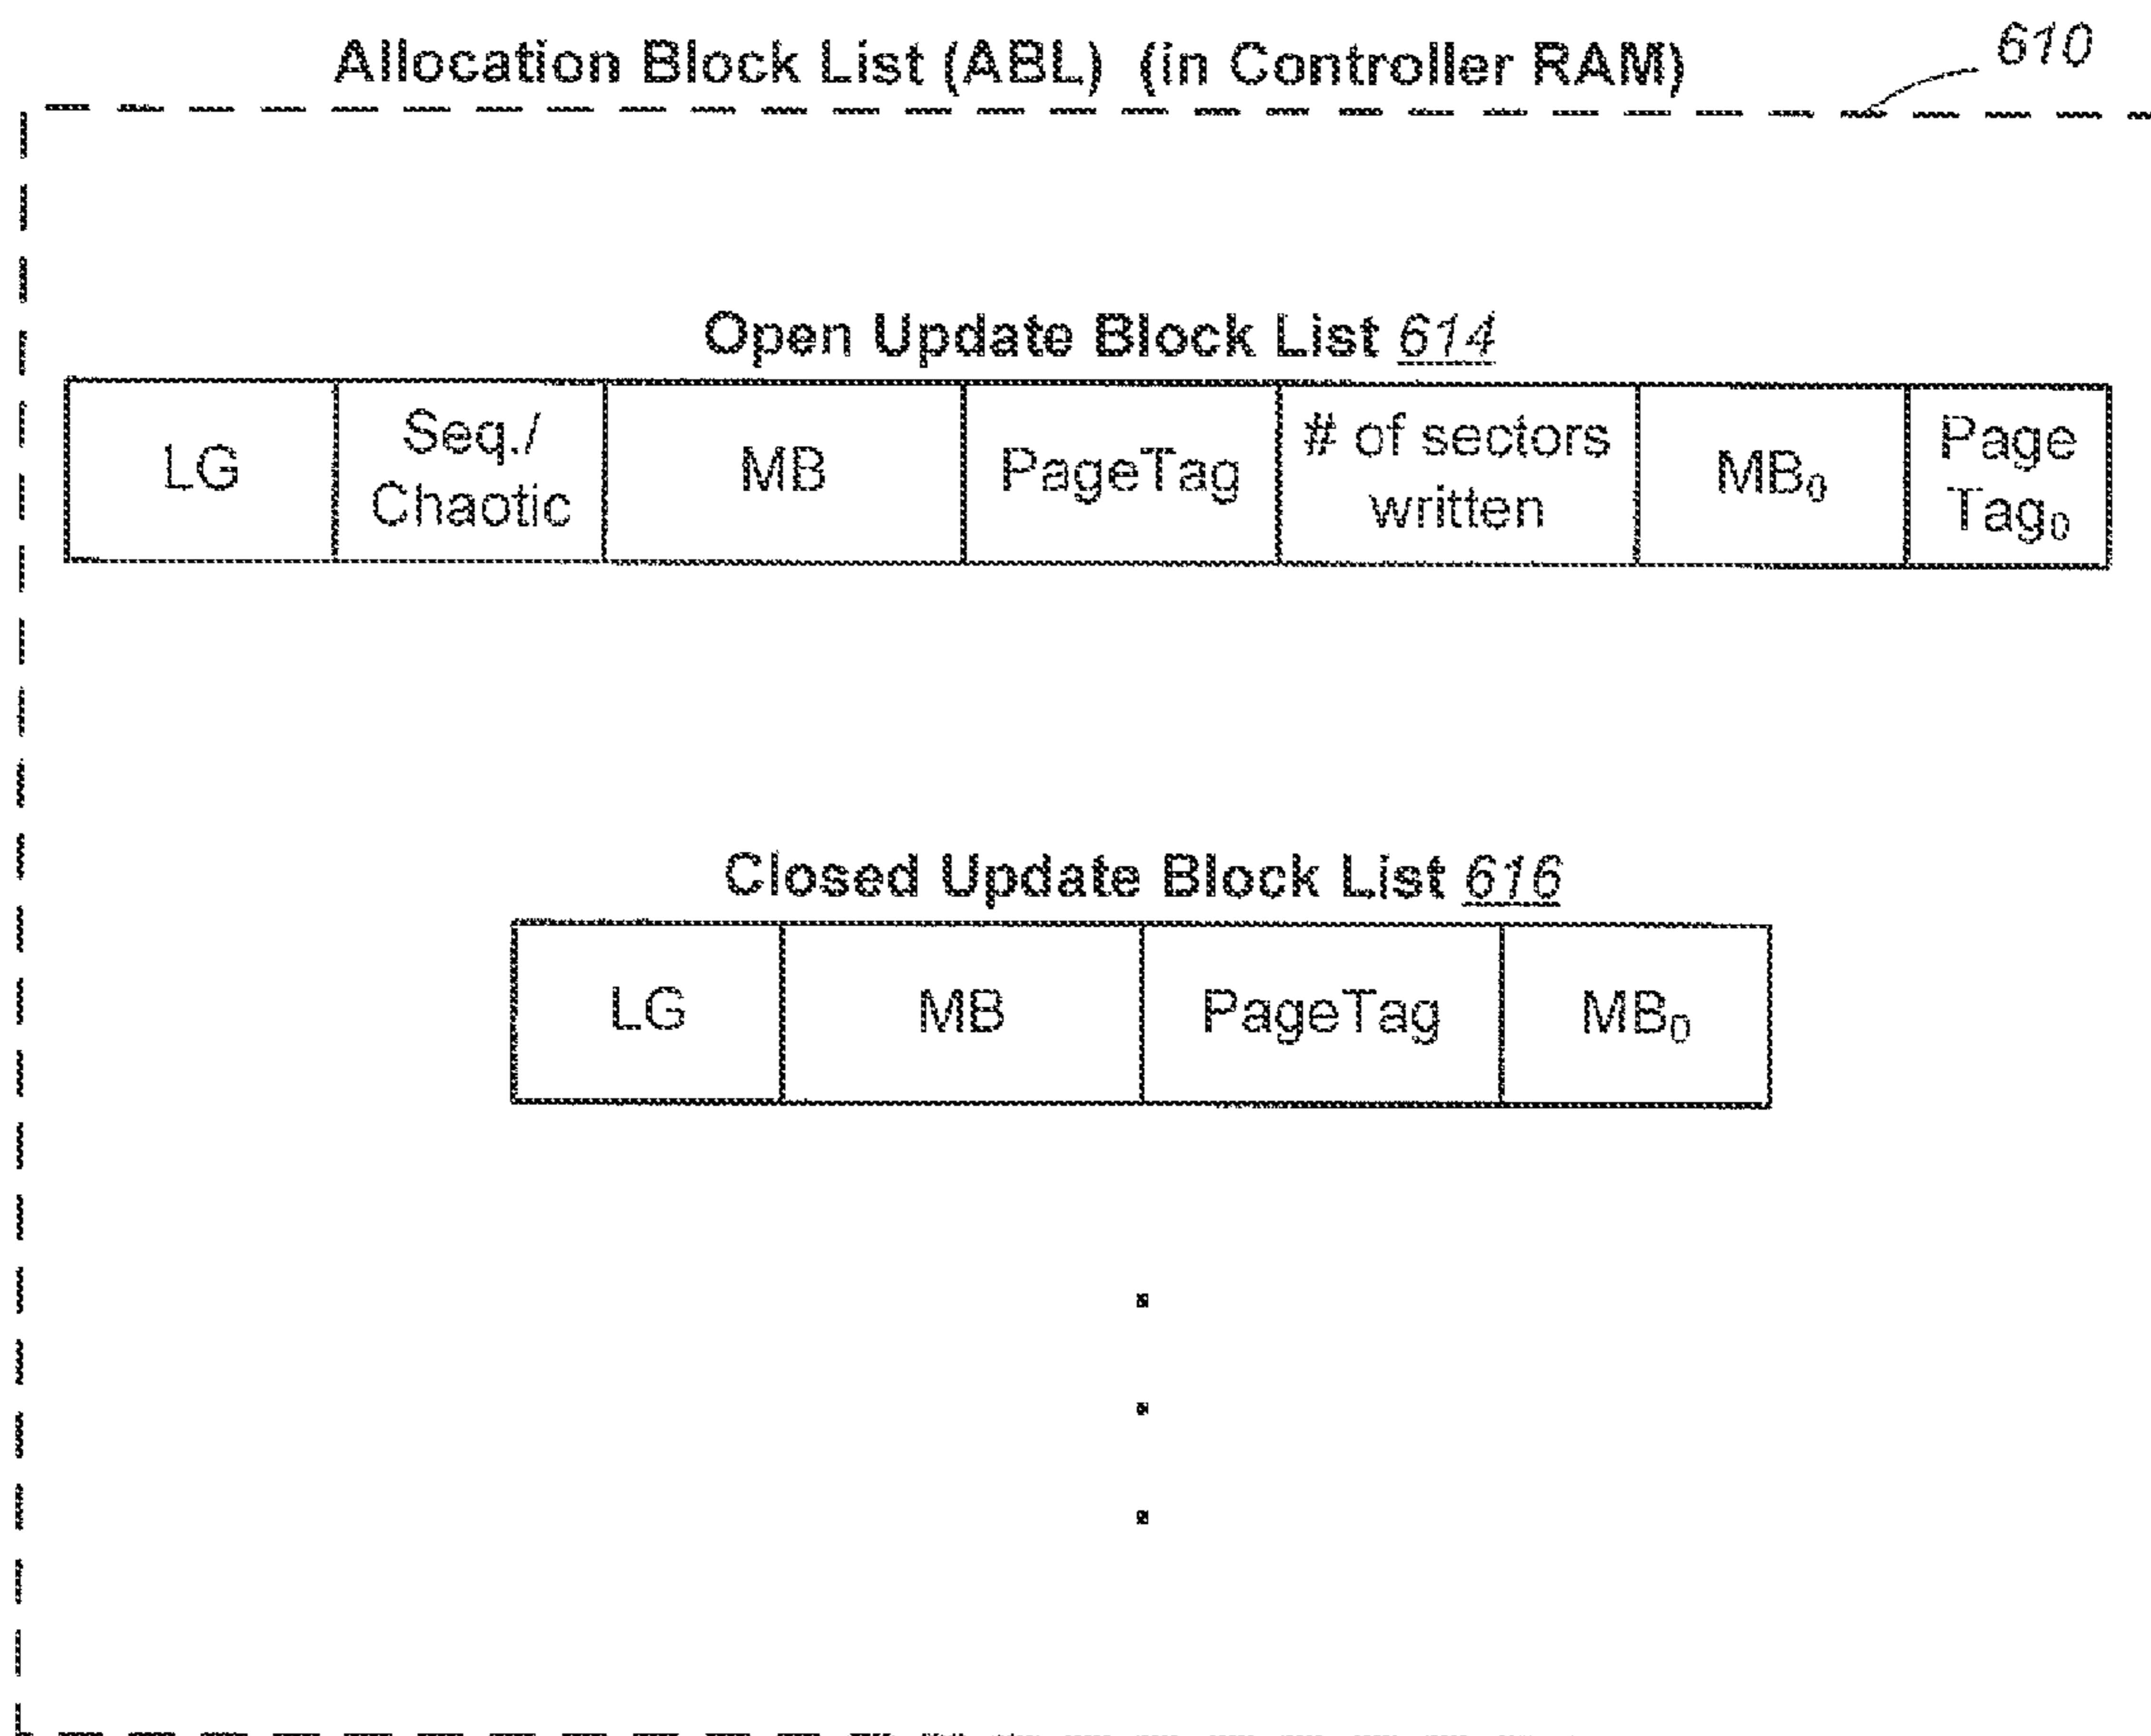 Allocation Block List (ABL) (in Controller RAM)
610
Open Update Block List 614
LG
Seq./
Chaotic
MB
PageTag
# of sectors
written
MB₀
Page
Tag₀
Closed Update Block List 616
LG
MB
PageTag
MB₀